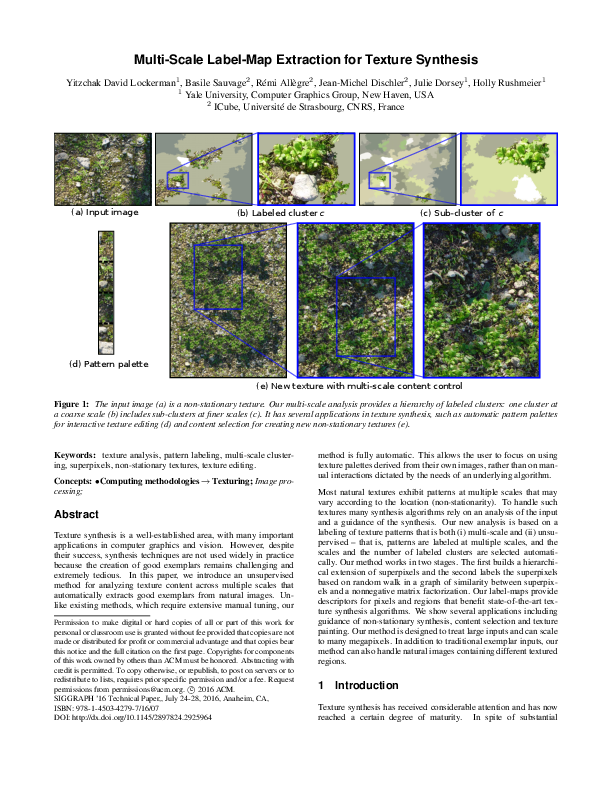 Multi-Scale Label-Map Extraction for Texture Synthesis
Yitzchak David Lockerman1, Basile Sauvage2, Rémi Allègre2, Jean-Michel Dischler2, Julie Dorsey1, Holly Rushmeier1
1 Yale University, Computer Graphics Group, New Haven, USA
2 ICube, Université de Strasbourg, CNRS, France
(a) Input image
(b) Labeled cluster c
(c) Sub-cluster of c
(d) Pattern palette
(e) New texture with multi-scale content control
Figure 1: The input image (a) is a non-stationary texture. Our multi-scale analysis provides a hierarchy of labeled clusters: one cluster at
a coarse scale (b) includes sub-clusters at finer scales (c). It has several applications in texture synthesis, such as automatic pattern palettes
for interactive texture editing (d) and content selection for creating new non-stationary textures (e).
Keywords: texture analysis, pattern labeling, multi-scale cluster-
ing, superpixels, non-stationary textures, texture editing.
Concepts: •Computing methodologies → Texturing; Image pro-
cessing;
Abstract
Texture synthesis is a well-established area, with many important
applications in computer graphics and vision. However, despite
their success, synthesis techniques are not used widely in practice
because the creation of good exemplars remains challenging and
extremely tedious. In this paper, we introduce an unsupervised
method for analyzing texture content across multiple scales that
automatically extracts good exemplars from natural images. Un-
like existing methods, which require extensive manual tuning, our
Permission to make digital or hard copies of all or part of this work for
personal or classroom use is granted without fee provided that copies are not
made or distributed for profit or commercial advantage and that copies bear
this notice and the full citation on the first page. Copyrights for components
of this work owned by others than ACM must be honored. Abstracting with
credit is permitted. To copy otherwise, or republish, to post on servers or to
redistribute to lists, requires prior specific permission and/or a fee. Request
permissions from permissions@acm.org. © 2016 ACM.
SIGGRAPH '16 Technical Paper,, July 24-28, 2016, Anaheim, CA,
ISBN: 978-1-4503-4279-7/16/07
DOI: http://dx.doi.org/10.1145/2897824.2925964
method is fully automatic. This allows the user to focus on using
texture palettes derived from their own images, rather than on man-
ual interactions dictated by the needs of an underlying algorithm.
Most natural textures exhibit patterns at multiple scales that may
vary according to the location (non-stationarity). To handle such
textures many synthesis algorithms rely on an analysis of the input
and a guidance of the synthesis. Our new analysis is based on a
labeling of texture patterns that is both (i) multi-scale and (ii) unsu-
pervised – that is, patterns are labeled at multiple scales, and the
scales and the number of labeled clusters are selected automati-
cally. Our method works in two stages. The first builds a hierarchi-
cal extension of superpixels and the second labels the superpixels
based on random walk in a graph of similarity between superpix-
els and a nonnegative matrix factorization. Our label-maps provide
descriptors for pixels and regions that benefit state-of-the-art tex-
ture synthesis algorithms. We show several applications including
guidance of non-stationary synthesis, content selection and texture
painting. Our method is designed to treat large inputs and can scale
to many megapixels. In addition to traditional exemplar inputs, our
method can also handle natural images containing different textured
regions.
1 Introduction
Texture synthesis has received considerable attention and has now
reached a certain degree of maturity. In spite of substantial